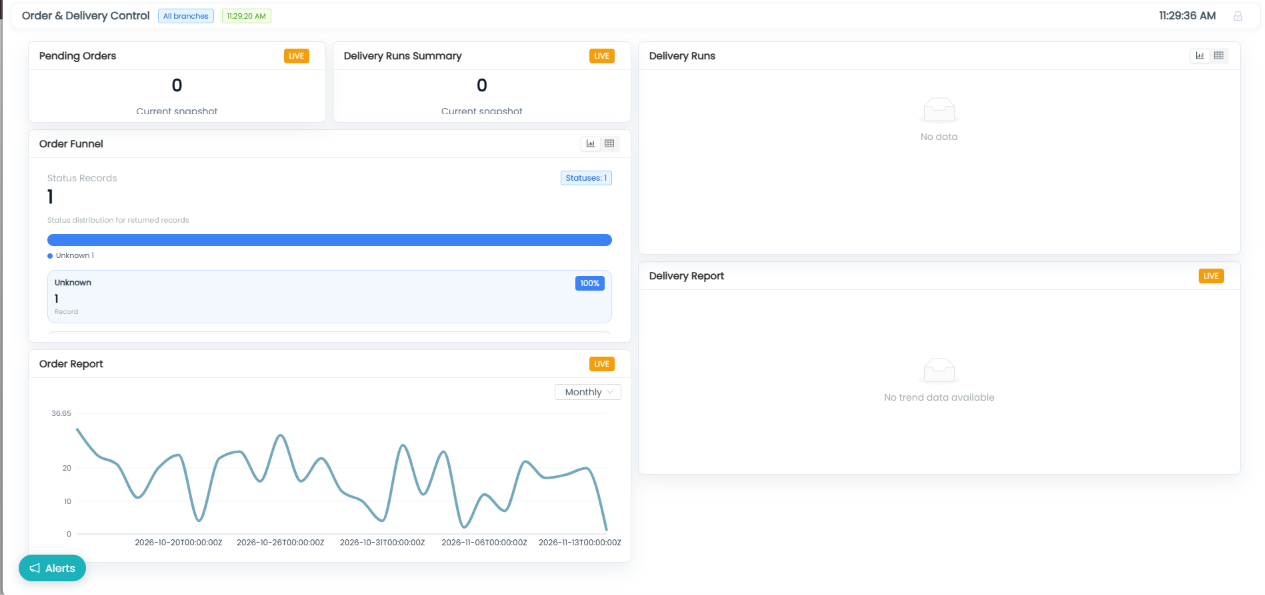 Order & Delivery Control All branches 11:29:20 AM 11:29:36 AM
Pending Orders LIVE
0
Current snapshot
Delivery Runs Summary LIVE
0
Current snapshot
Delivery Runs
No data
Order Funnel
Status Records Statuses: 1
1
Status distribution for returned records
Unknown 1
Unknown 100%
1
Record
Delivery Report LIVE
No trend data available
Order Report LIVE
Monthly
36.65
20
10
0
2026-10-20T00:00:00Z 2026-10-26T00:00:00Z 2026-10-31T00:00:00Z 2026-11-06T00:00:00Z 2026-11-13T00:00:00Z
Alerts